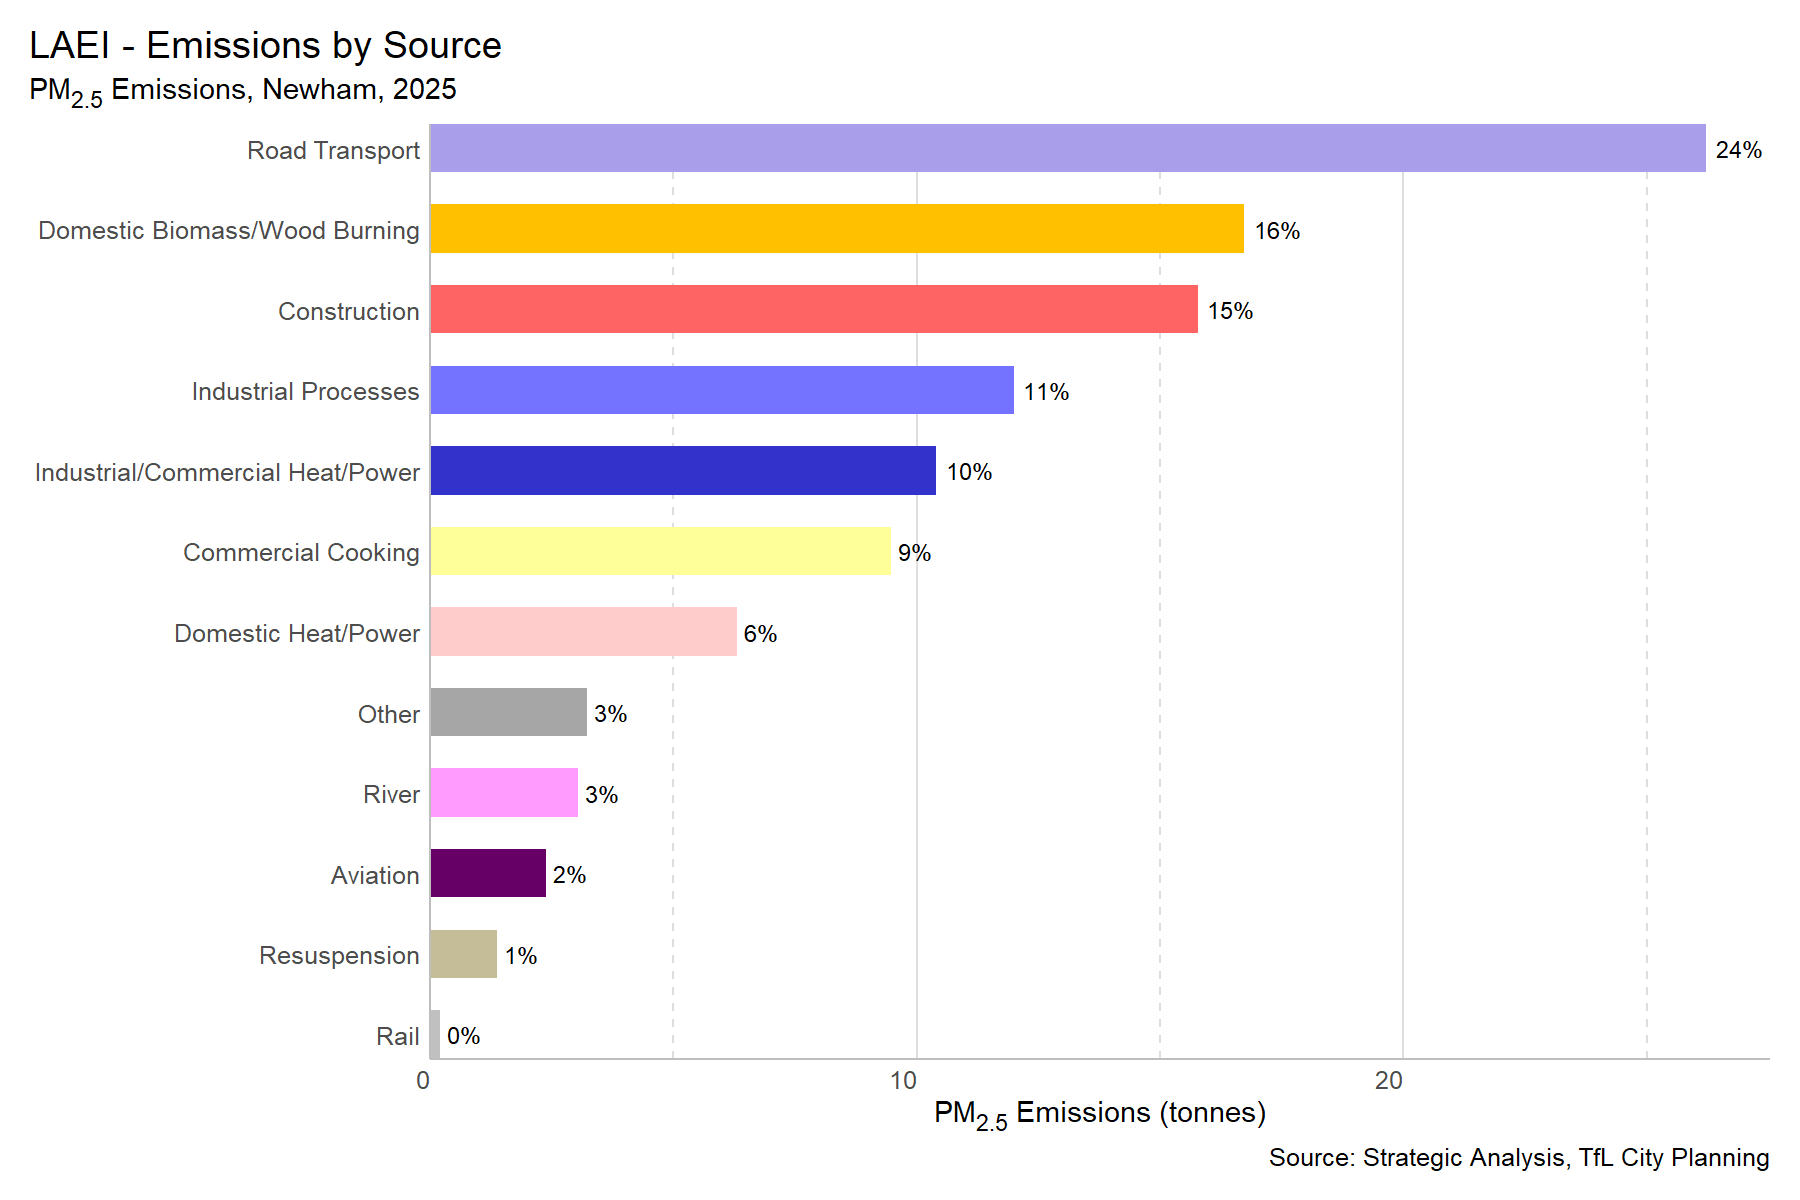 LAEI - Emissions by Source
PM2.5 Emissions, Newham, 2025
Road Transport 24%
Domestic Biomass/Wood Burning 16%
Construction 15%
Industrial Processes 11%
Industrial/Commercial Heat/Power 10%
Commercial Cooking 9%
Domestic Heat/Power 6%
Other 3%
River 3%
Aviation 2%
Resuspension 1%
Rail 0%
0 10 20
PM2.5 Emissions (tonnes)
Source: Strategic Analysis, TfL City Planning